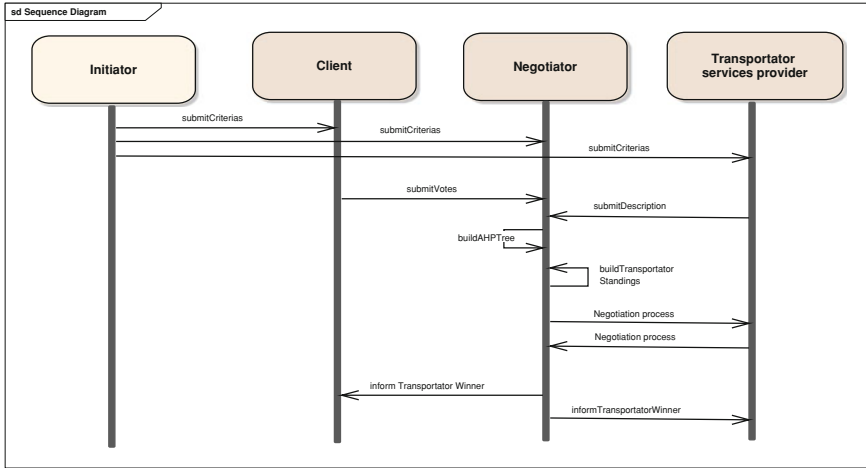 sd Sequence Diagram
Initiator
Client
Negotiator
Transportator
services provider
submitCriterias
submitCriterias
submitCriterias
submitVotes
submitDescription
buildAHPTree
buildTransportator
Standings
Negotiation process
Negotiation process
inform Transportator Winner
informTransportatorWinner